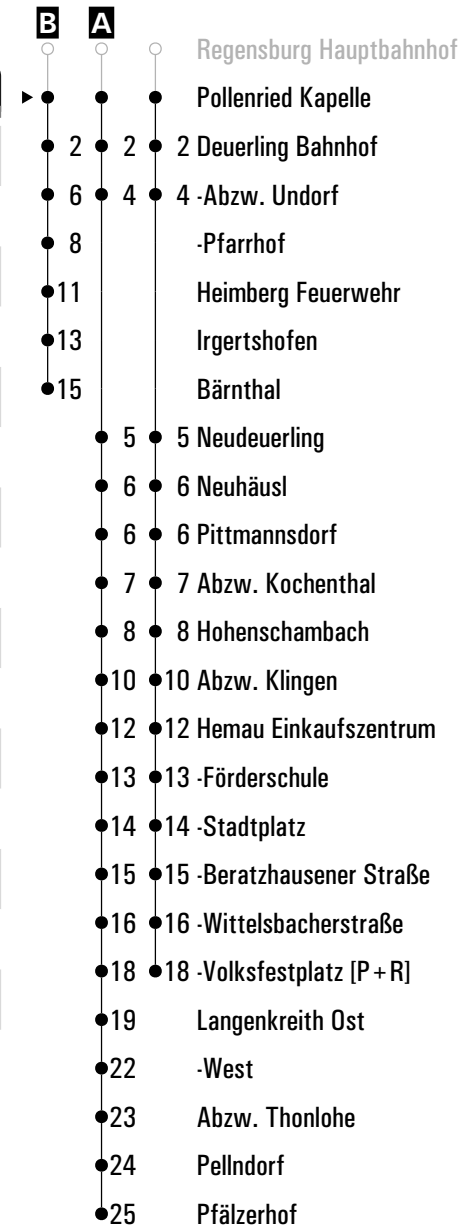 B A
Regensburg Hauptbahnhof
Pollenried Kapelle
2 2 2 Deuerling Bahnhof
6 4 4 -Abzw. Undorf
8 -Pfarrhof
11 Heimberg Feuerwehr
13 Irgertshofen
15 Bärnthal
5 5 Neudeuerling
6 6 Neuhäusl
6 6 Pittmannsdorf
7 7 Abzw. Kochenthal
8 8 Hohenschambach
10 10 Abzw. Klingen
12 12 Hemau Einkaufszentrum
13 13 -Förderschule
14 14 -Stadtplatz
15 15 -Beratzhausener Straße
16 16 -Wittelsbacherstraße
18 18 -Volksfestplatz [P+R]
19 Langenkreith Ost
22 -West
23 Abzw. Thonlohe
24 Pellndorf
25 Pfälzerhof